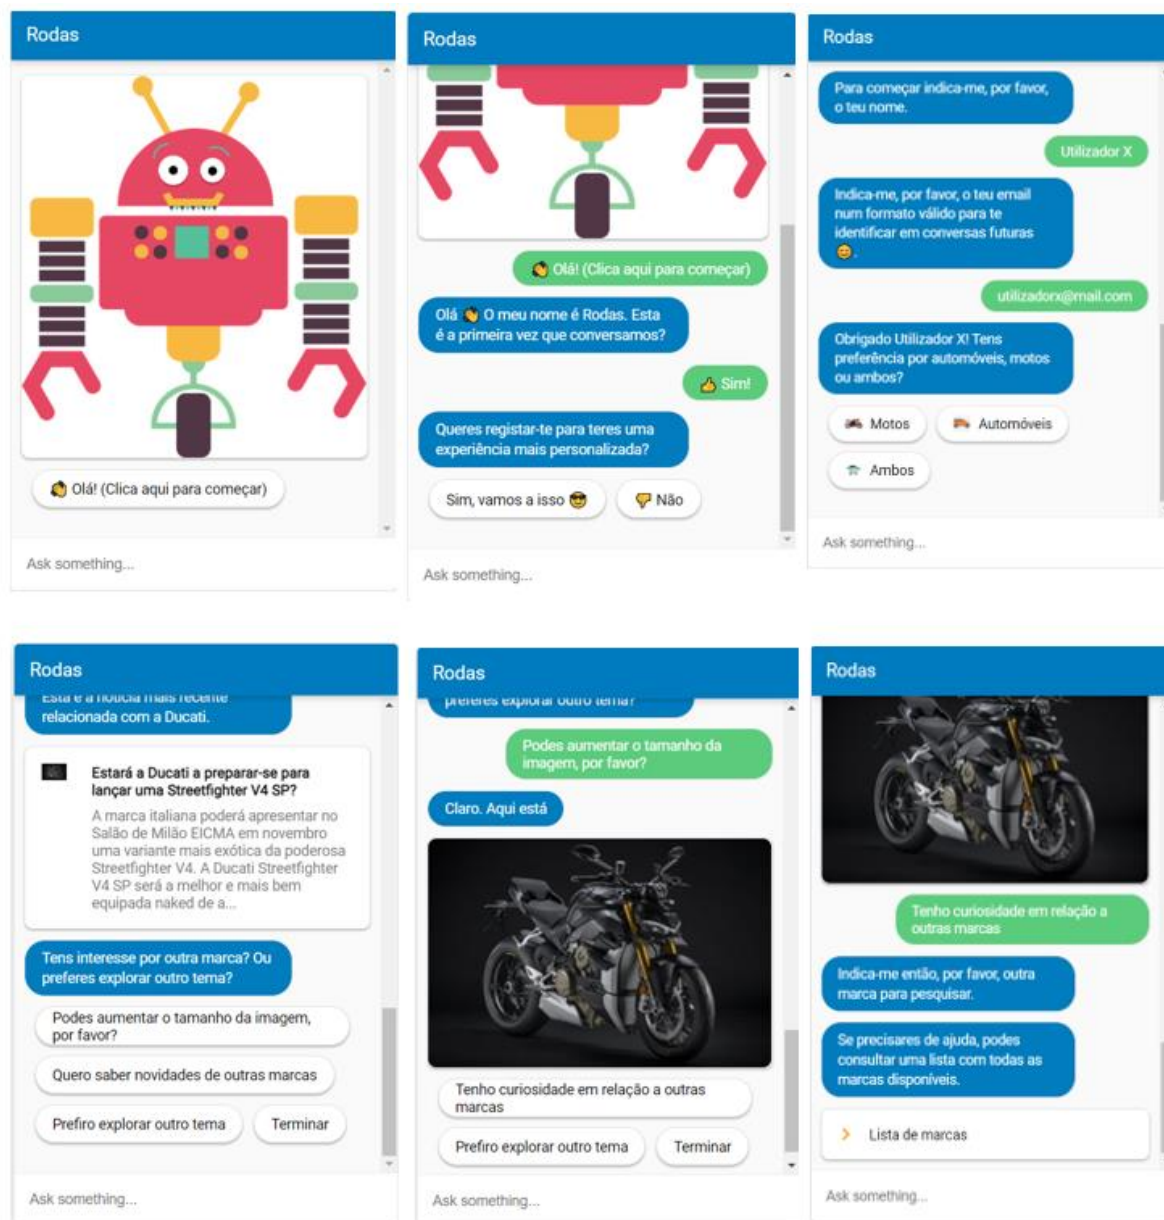 Rodas
👏 Olá! (Clica aqui para começar)
Ask something...
Rodas
👏 Olá! (Clica aqui para começar)
Olá 👏 O meu nome é Rodas. Esta
é a primeira vez que conversamos?
👍 Sim!
Queres registar-te para teres uma
experiência mais personalizada?
Sim, vamos a isso 😎
👎 Não
Ask something...
Rodas
Para começar indica-me, por favor,
o teu nome.
Utilizador X
Indica-me, por favor, o teu email
num formato válido para te
identificar em conversas futuras
😊.
utilizadorx@mail.com
Obrigado Utilizador X! Tens
preferência por automóveis, motos
ou ambos?
Motos
Automóveis
Ambos
Ask something...
Rodas
Esta é a notícia mais recente
relacionada com a Ducati.
Estará a Ducati a preparar-se para
lançar uma Streetfighter V4 SP?
A marca italiana poderá apresentar no
Salão de Milão EICMA em novembro
uma variante mais exótica da poderosa
Streetfighter V4. A Ducati Streetfighter
V4 SP será a melhor e mais bem
equipada naked de a...
Tens interesse por outra marca? Ou
preferes explorar outro tema?
Podes aumentar o tamanho da imagem,
por favor?
Quero saber novidades de outras marcas
Prefiro explorar outro tema
Terminar
Ask something...
Rodas
preferes explorar outro tema?
Podes aumentar o tamanho da
imagem, por favor?
Claro. Aqui está
Tenho curiosidade em relação a outras
marcas
Prefiro explorar outro tema
Terminar
Ask something...
Rodas
Tenho curiosidade em relação a
outras marcas
Indica-me então, por favor, outra
marca para pesquisar.
Se precisares de ajuda, podes
consultar uma lista com todas as
marcas disponíveis.
Lista de marcas
Ask something...